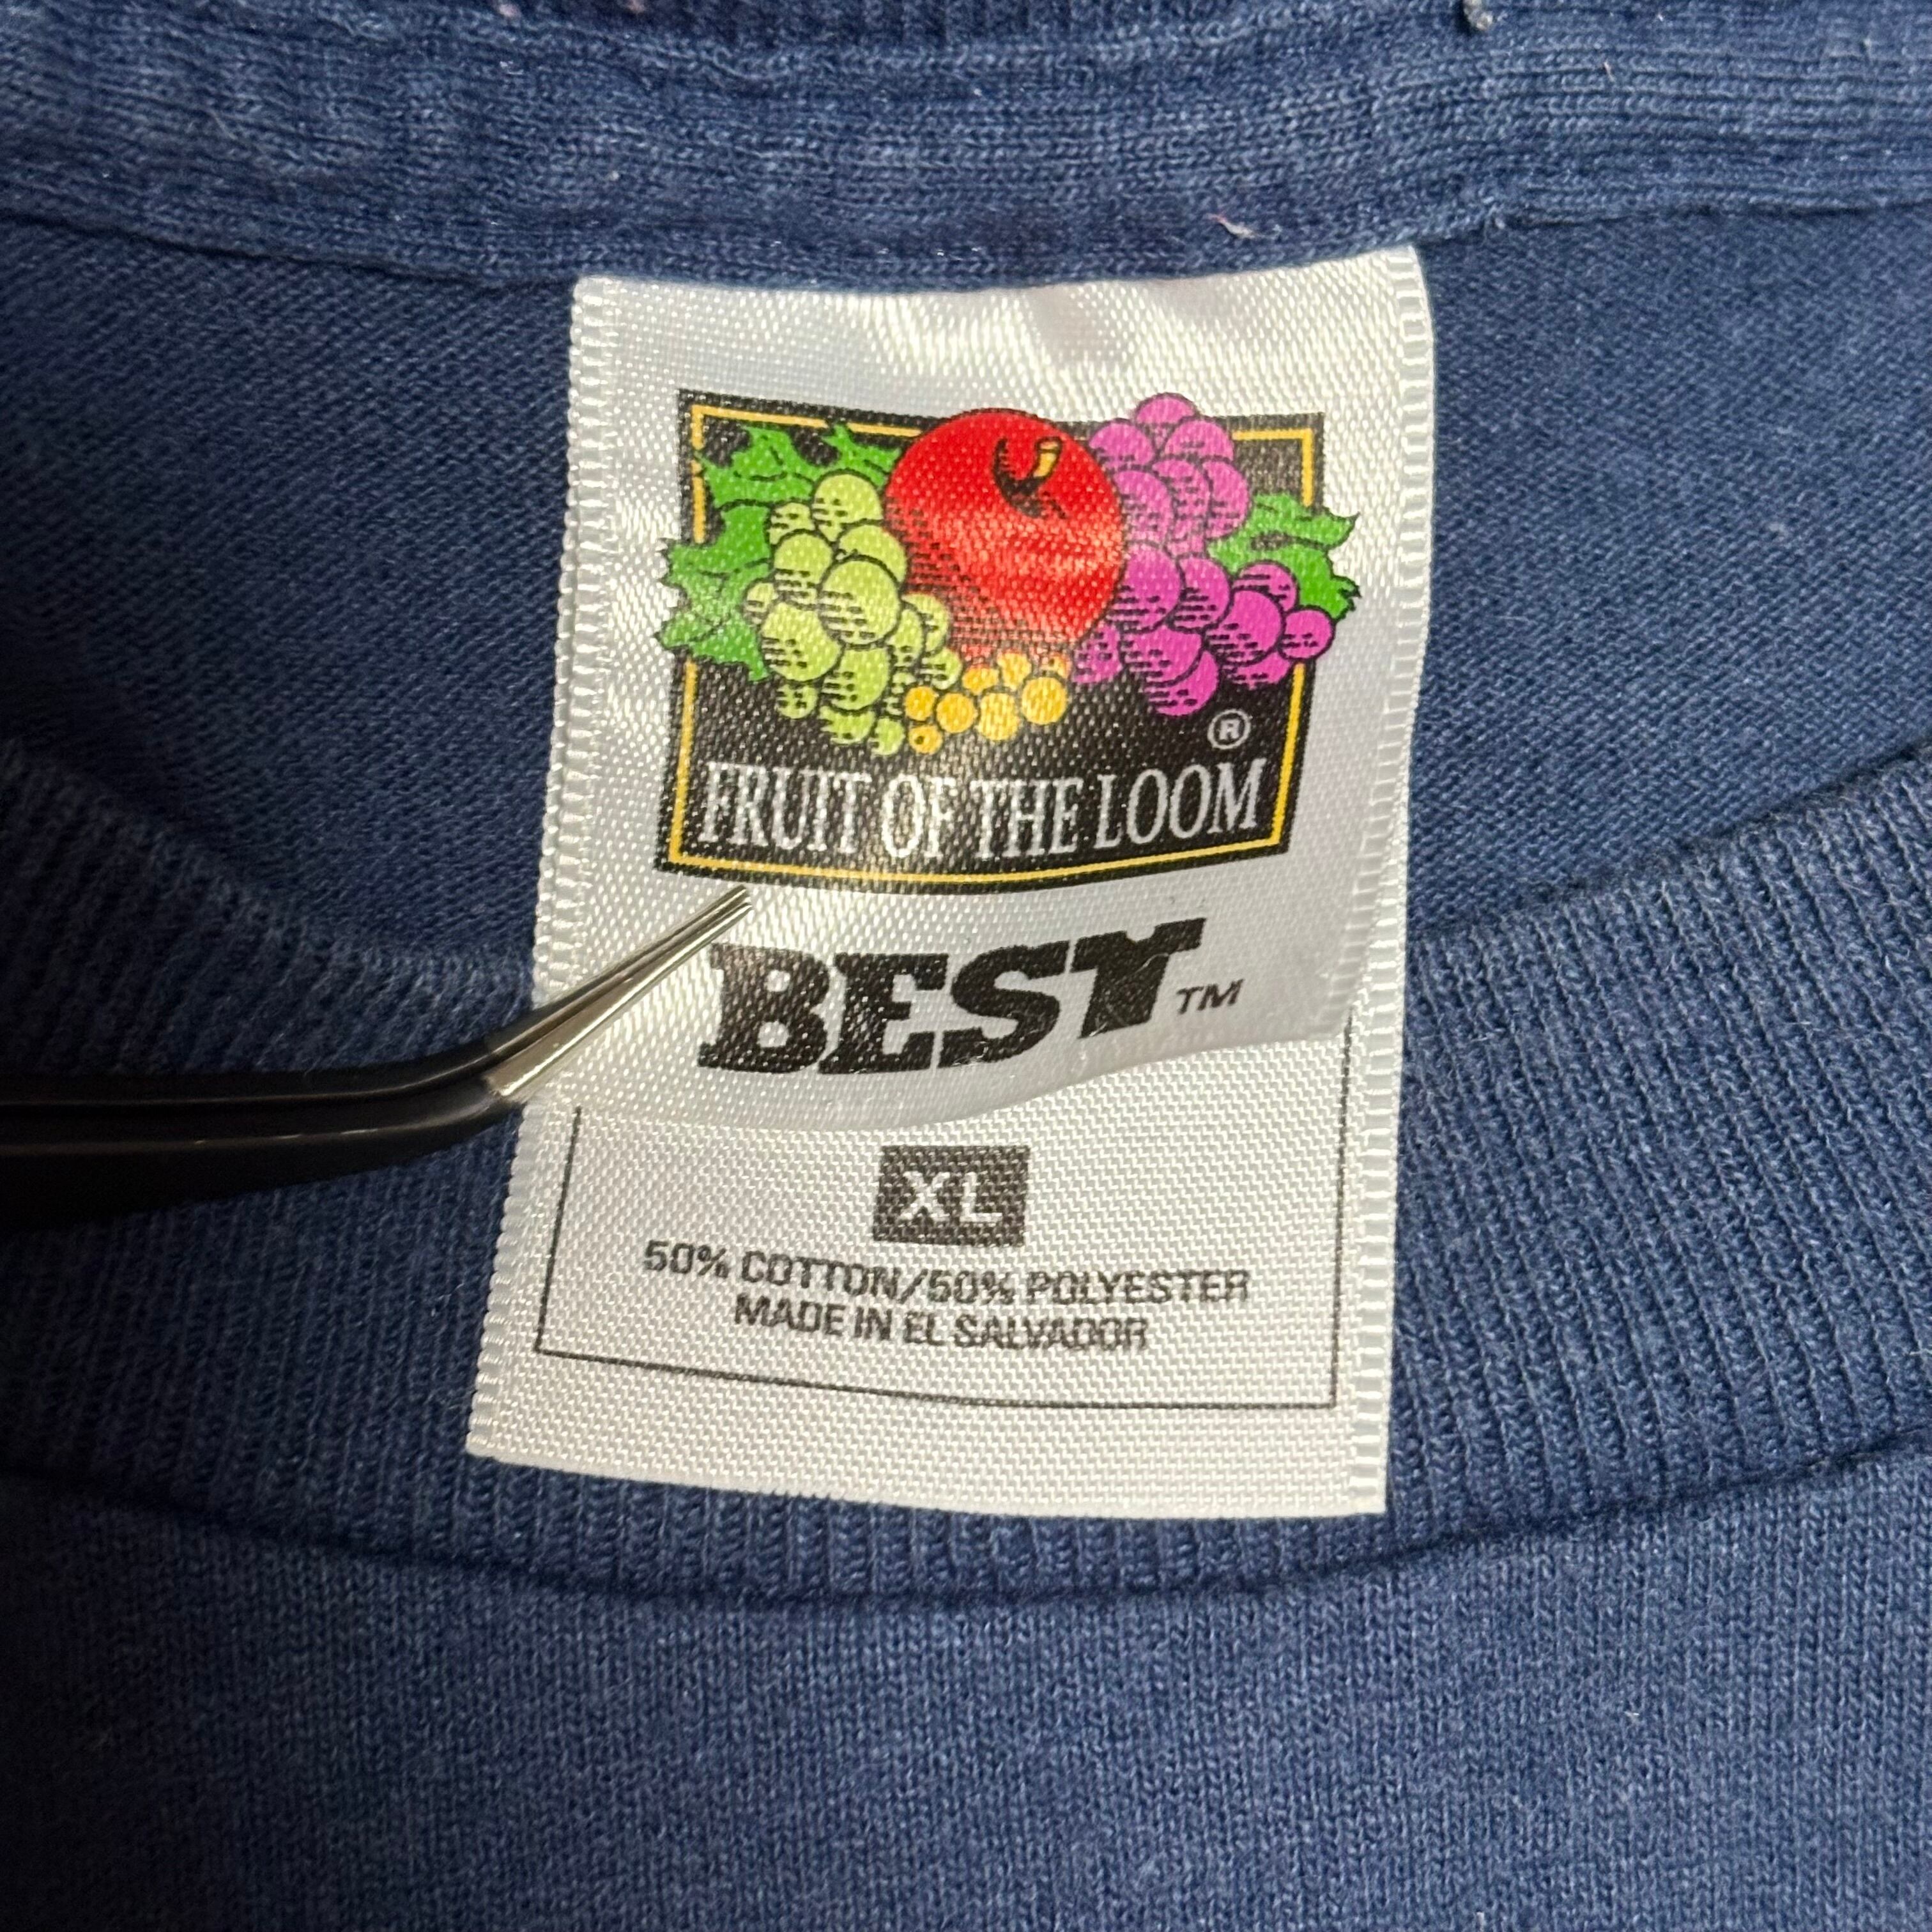 ®
FRUIT OF THE LOOM
BEST™
XL
50% COTTON/50% POLYESTER
MADE IN EL SALVADOR